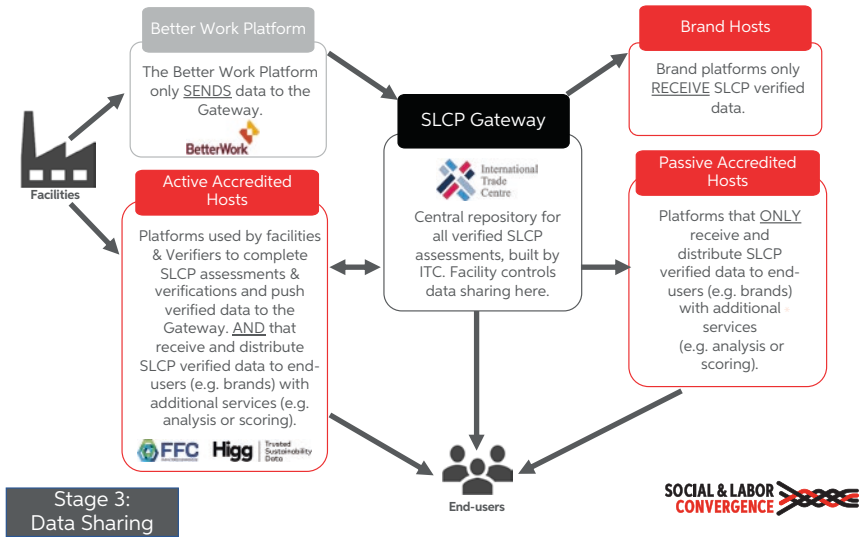 Better Work Platform
The Better Work Platform
only SENDS data to the
Gateway.
BetterWork
Facilities
Active Accredited
Hosts
Platforms used by facilities
& Verifiers to complete
SLCP assessments &
verifications and push
verified data to the
Gateway. AND that
receive and distribute
SLCP verified data to end-
users (e.g. brands) with
additional services (e.g.
analysis or scoring).
FFC
Higg
Trusted
Sustainability
Data
SLCP Gateway
International
Trade
Centre
Central repository for
all verified SLCP
assessments, built by
ITC. Facility controls
data sharing here.
Brand Hosts
Brand platforms only
RECEIVE SLCP verified
data.
Passive Accredited
Hosts
Platforms that ONLY
receive and
distribute SLCP
verified data to end-
users (e.g. brands)
with additional
services
(e.g. analysis or
scoring).
End-users
Stage 3:
Data Sharing
SOCIAL & LABOR
CONVERGENCE